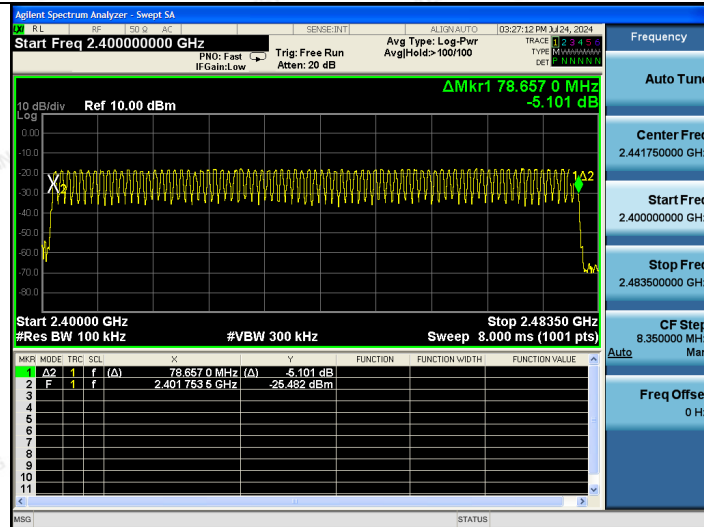 Agilent Spectrum Analyzer - Swept SA
LXI RL RF 50 Ω AC SENSE:INT ALIGNAUTO 03:27:12 PM Jul 24, 2024
Start Freq 2.400000000 GHz
PNO: Fast
IFGain:Low
Trig: Free Run
Atten: 20 dB
Avg Type: Log-Pwr
Avg|Hold:>100/100
TRACE 1 2 3 4 5 6
TYPE M
DET P N N N N N
ΔMkr1 78.657 0 MHz
-5.101 dB
10 dB/div Ref 10.00 dBm
Log
0.00
-10.0
-20.0
-30.0
-40.0
-50.0
-60.0
-70.0
-80.0
X2
1Δ2
Start 2.40000 GHz Stop 2.48350 GHz
#Res BW 100 kHz #VBW 300 kHz Sweep 8.000 ms (1001 pts)
MKR MODE TRC SCL X Y FUNCTION FUNCTION WIDTH FUNCTION VALUE
1 Δ2 1 f (Δ) 78.657 0 MHz (Δ) -5.101 dB
2 F 1 f 2.401 753 5 GHz -25.482 dBm
3
4
5
6
7
8
9
10
11
MSG STATUS
Frequency
Auto Tune
Center Freq
2.441750000 GHz
Start Freq
2.400000000 GHz
Stop Freq
2.483500000 GHz
CF Step
8.350000 MHz
Auto Man
Freq Offset
0 Hz